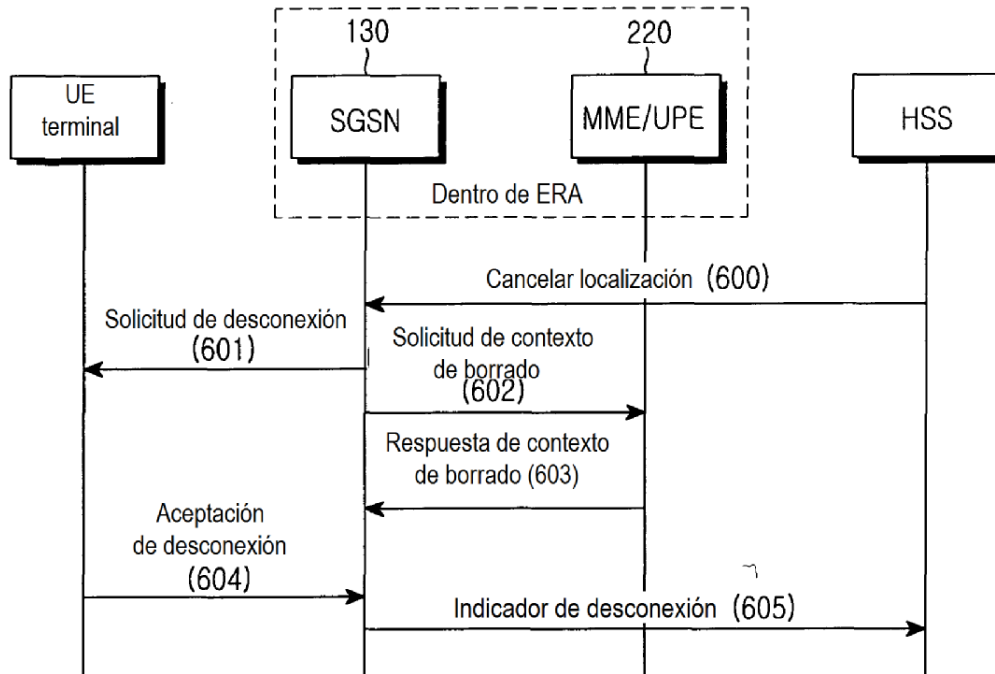 130
220
UE
terminal
SGSN
MME/UPE
HSS
Dentro de ERA
Cancelar localización (600)
Solicitud de desconexión
(601)
Solicitud de contexto
de borrado
(602)
Respuesta de contexto
de borrado (603)
Aceptación
de desconexión
(604)
Indicador de desconexión (605)